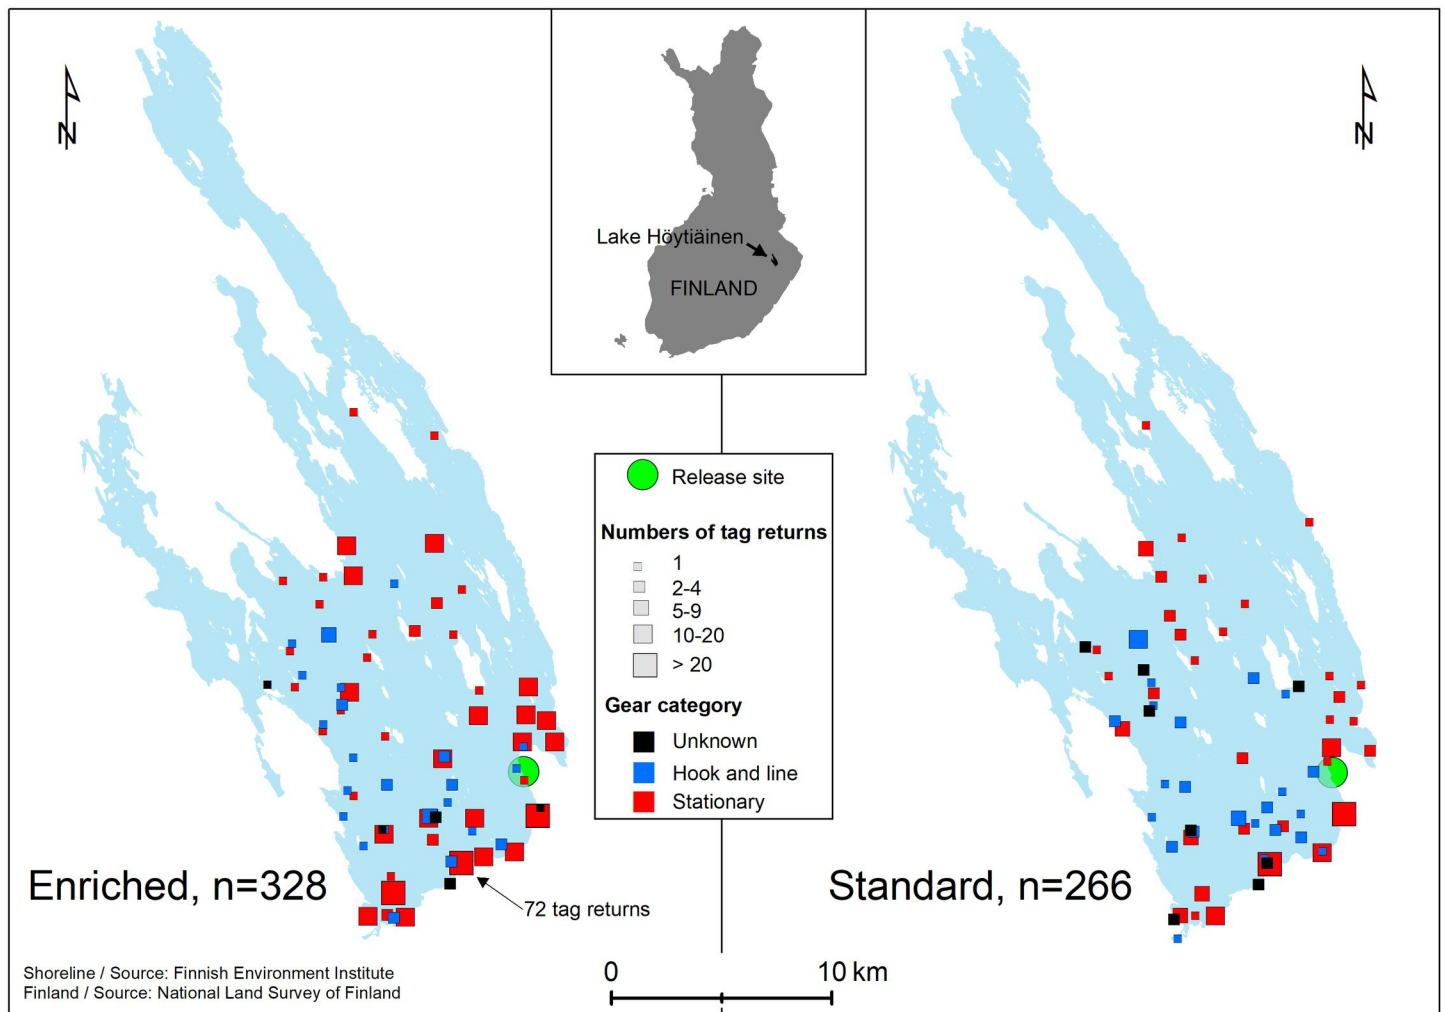 N
N
Lake Höytiäinen
FINLAND
Release site
Numbers of tag returns
1
2-4
5-9
10-20
> 20
Gear category
Unknown
Hook and line
Stationary
Enriched, n=328
Standard, n=266
72 tag returns
Shoreline / Source: Finnish Environment Institute
Finland / Source: National Land Survey of Finland
0 10 km